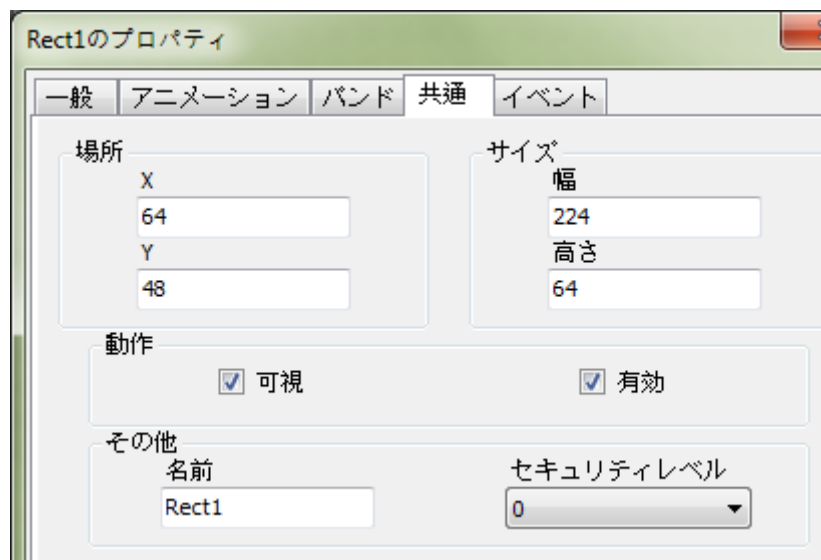 Rect1のプロパティ
一般 アニメーション バンド 共通 イベント
場所
X
64
Y
48
サイズ
幅
224
高さ
64
動作
可視 有効
その他
名前
Rect1
セキュリティレベル
0